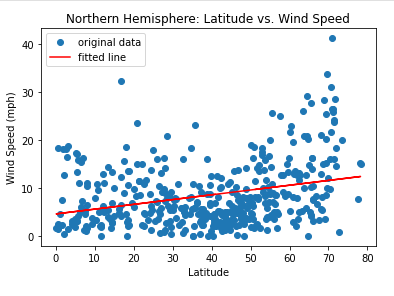 Northern Hemisphere: Latitude vs. Wind Speed
original data
fitted line
Wind Speed (mph)
40
30
20
10
0
0 10 20 30 40 50 60 70 80
Latitude